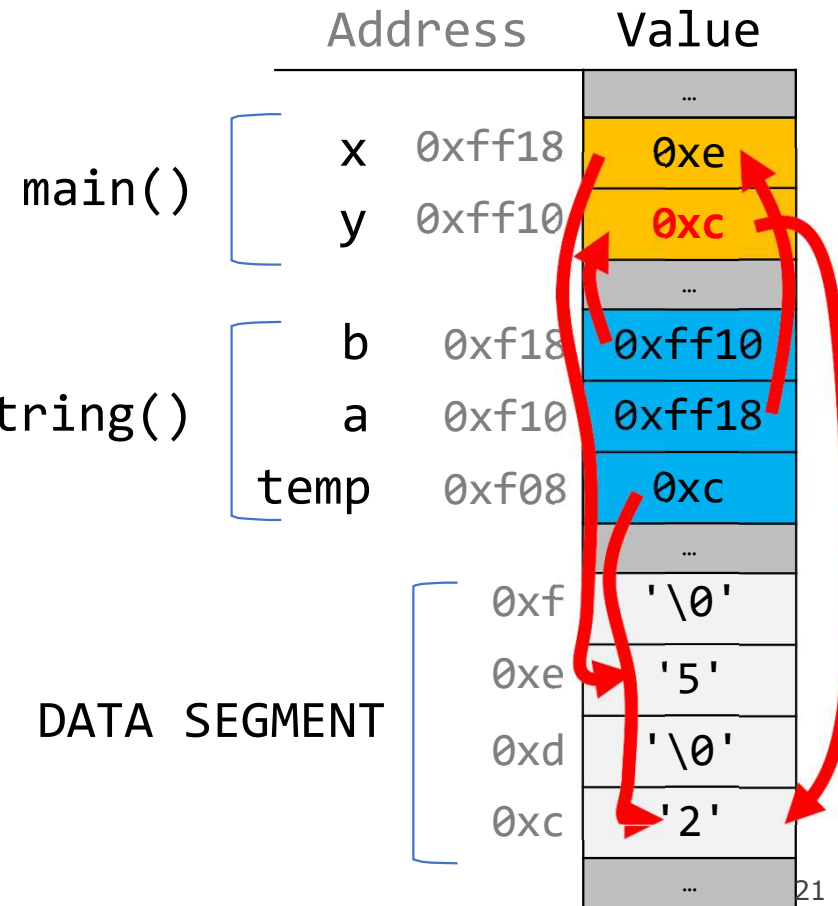 Address Value
…
x 0xff18 0xe
main()
y 0xff10 0xc
…
b 0xf18 0xff10
tring() a 0xf10 0xff18
temp 0xf08 0xc
…
0xf '\0'
0xe '5'
DATA SEGMENT
0xd '\0'
0xc '2'
…
21